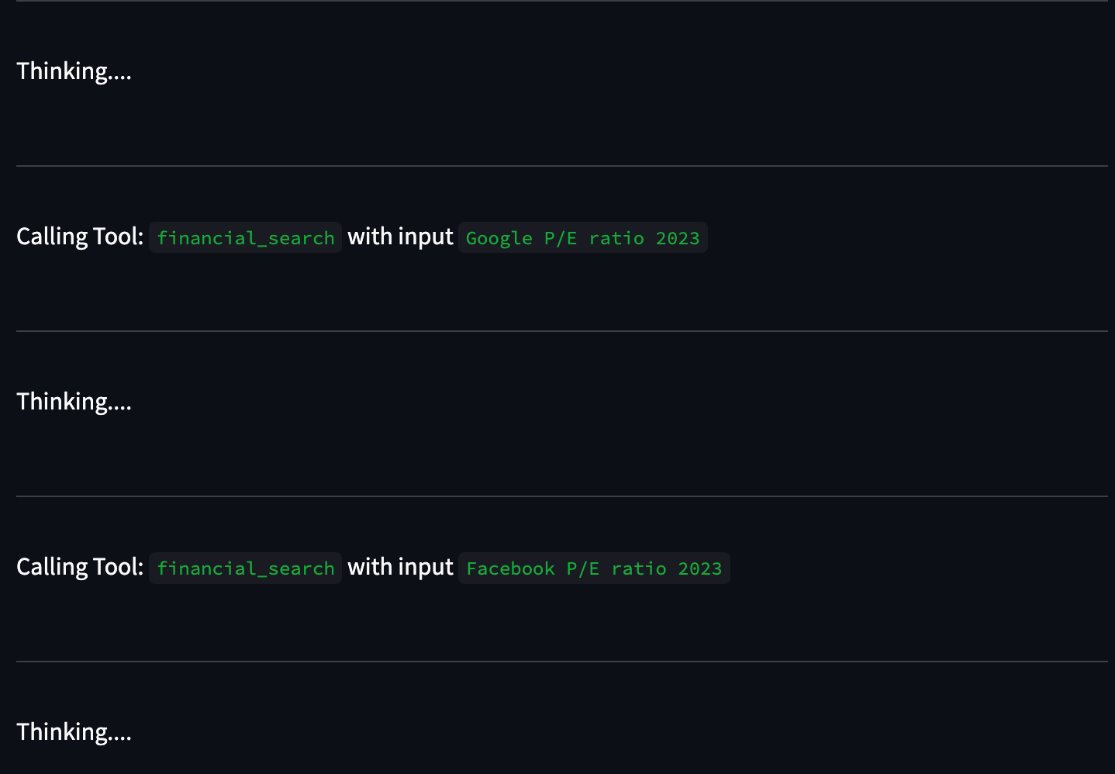 Thinking....
Calling Tool: financial_search with input Google P/E ratio 2023
Thinking....
Calling Tool: financial_search with input Facebook P/E ratio 2023
Thinking....